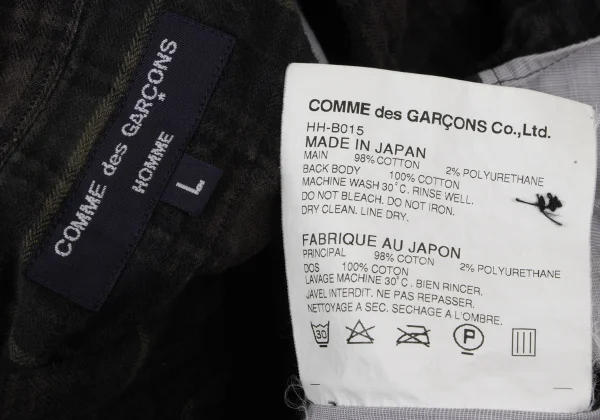 COMME des GARÇONS
HOMME
L
COMME des GARÇONS Co.,Ltd.
HH-B015
MADE IN JAPAN
MAIN 98% COTTON 2% POLYURETHANE
BACK BODY 100% COTTON
MACHINE WASH 30°C. RINSE WELL.
DO NOT BLEACH. DO NOT IRON.
DRY CLEAN. LINE DRY.
FABRIQUE AU JAPON
PRINCIPAL 98% COTON 2% POLYURETHANE
DOS 100% COTON
LAVAGE MACHINE 30°C. BIEN RINCER.
JAVEL INTERDIT. NE PAS REPASSER.
NETTOYAGE A SEC. SECHAGE A L'OMBRE.
30 P